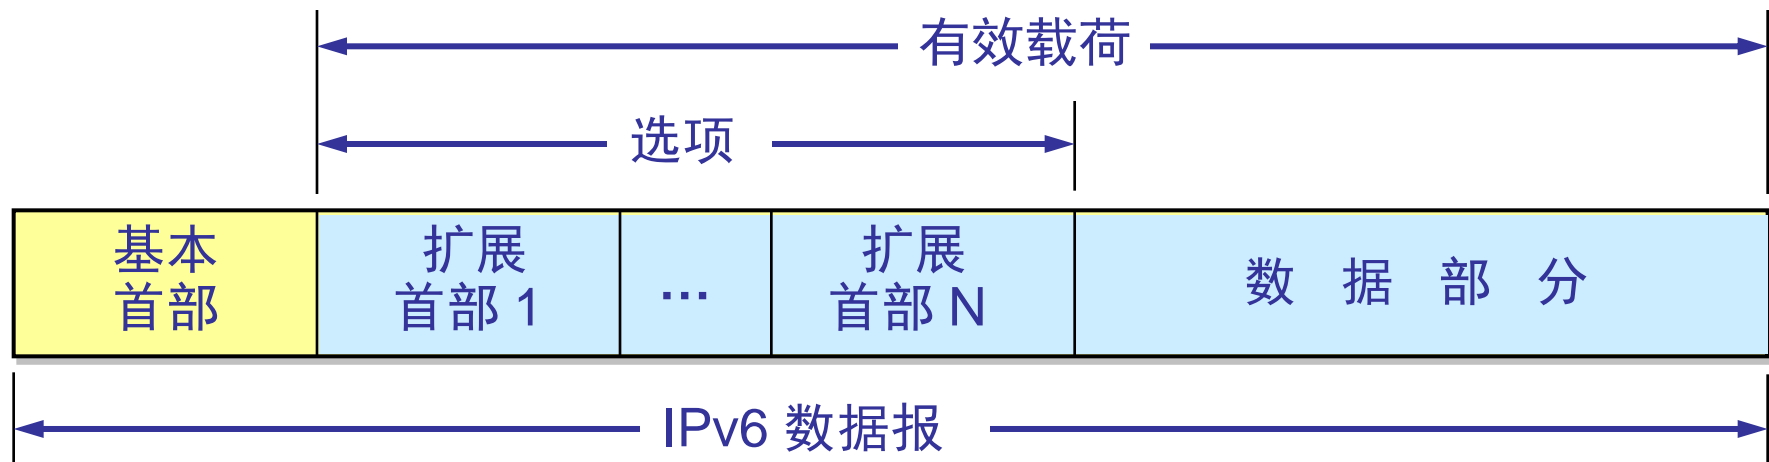 有效载荷
选项
基本
首部
扩展
首部 1
…
扩展
首部 N
数 据 部 分
IPv6 数据报